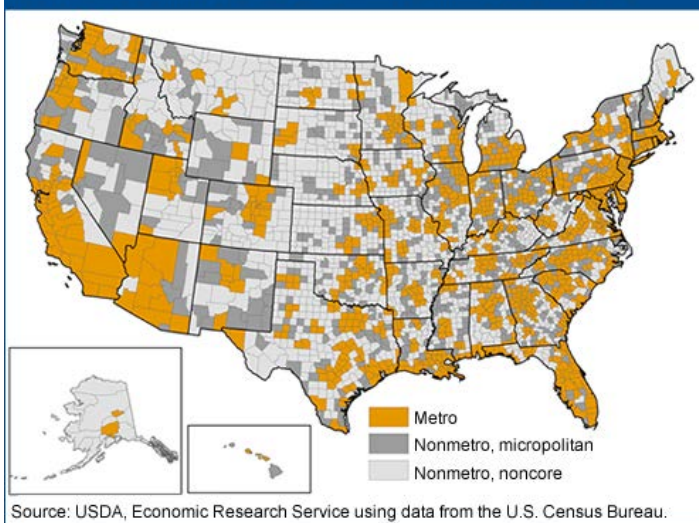 Metro
Nonmetro, micropolitan
Nonmetro, noncore
Source: USDA, Economic Research Service using data from the U.S. Census Bureau.